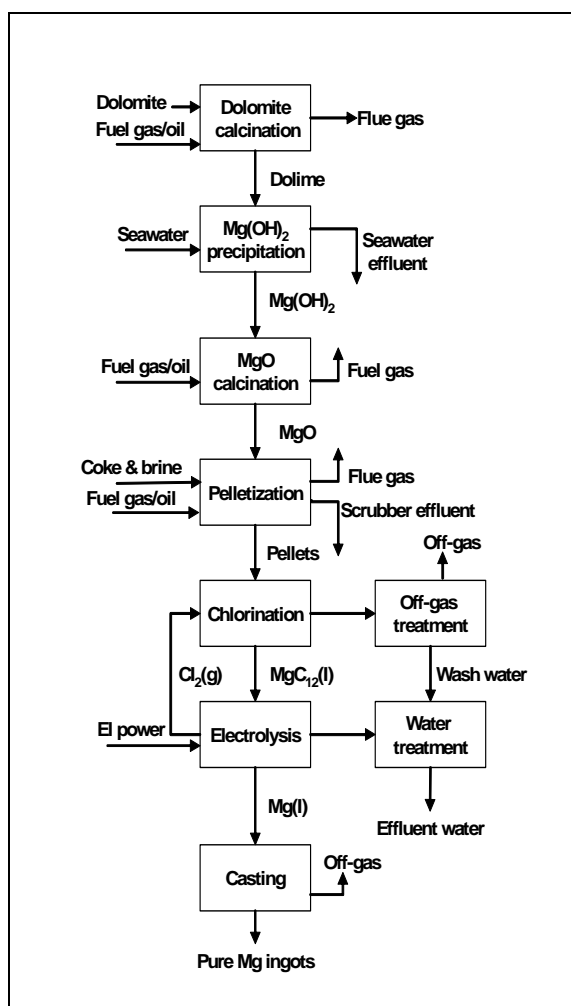 Dolomite
Fuel gas/oil
Dolomite
calcination
Flue gas
Dolime
Seawater
Mg(OH)₂
precipitation
Seawater
effluent
Mg(OH)₂
Fuel gas/oil
MgO
calcination
Fuel gas
MgO
Coke & brine
Fuel gas/oil
Pelletization
Flue gas
Scrubber effluent
Pellets
Off-gas
Chlorination
Off-gas
treatment
Cl₂(g)
MgC₁₂(l)
Wash water
El power
Electrolysis
Water
treatment
Mg(l)
Effluent water
Casting
Off-gas
Pure Mg ingots